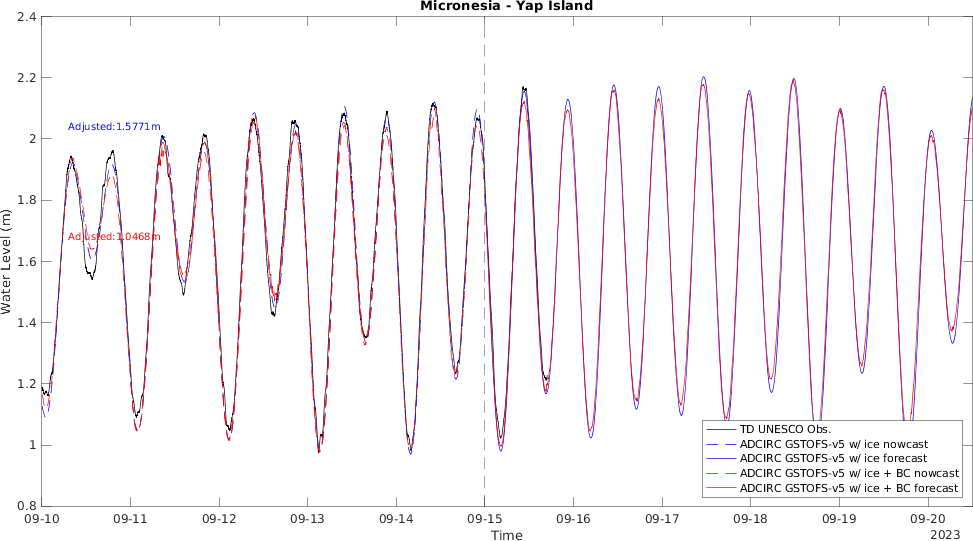 Micronesia - Yap Island
Water Level (m)
2.4
2.2
2
1.8
1.6
1.4
1.2
1
0.8
Adjusted:1.5771m
Adjusted:1.0468m
TD UNESCO Obs.
ADCIRC GSTOFS-v5 w/ ice nowcast
ADCIRC GSTOFS-v5 w/ ice forecast
ADCIRC GSTOFS-v5 w/ ice + BC nowcast
ADCIRC GSTOFS-v5 w/ ice + BC forecast
09-10 09-11 09-12 09-13 09-14 09-15 09-16 09-17 09-18 09-19 09-20
Time
2023